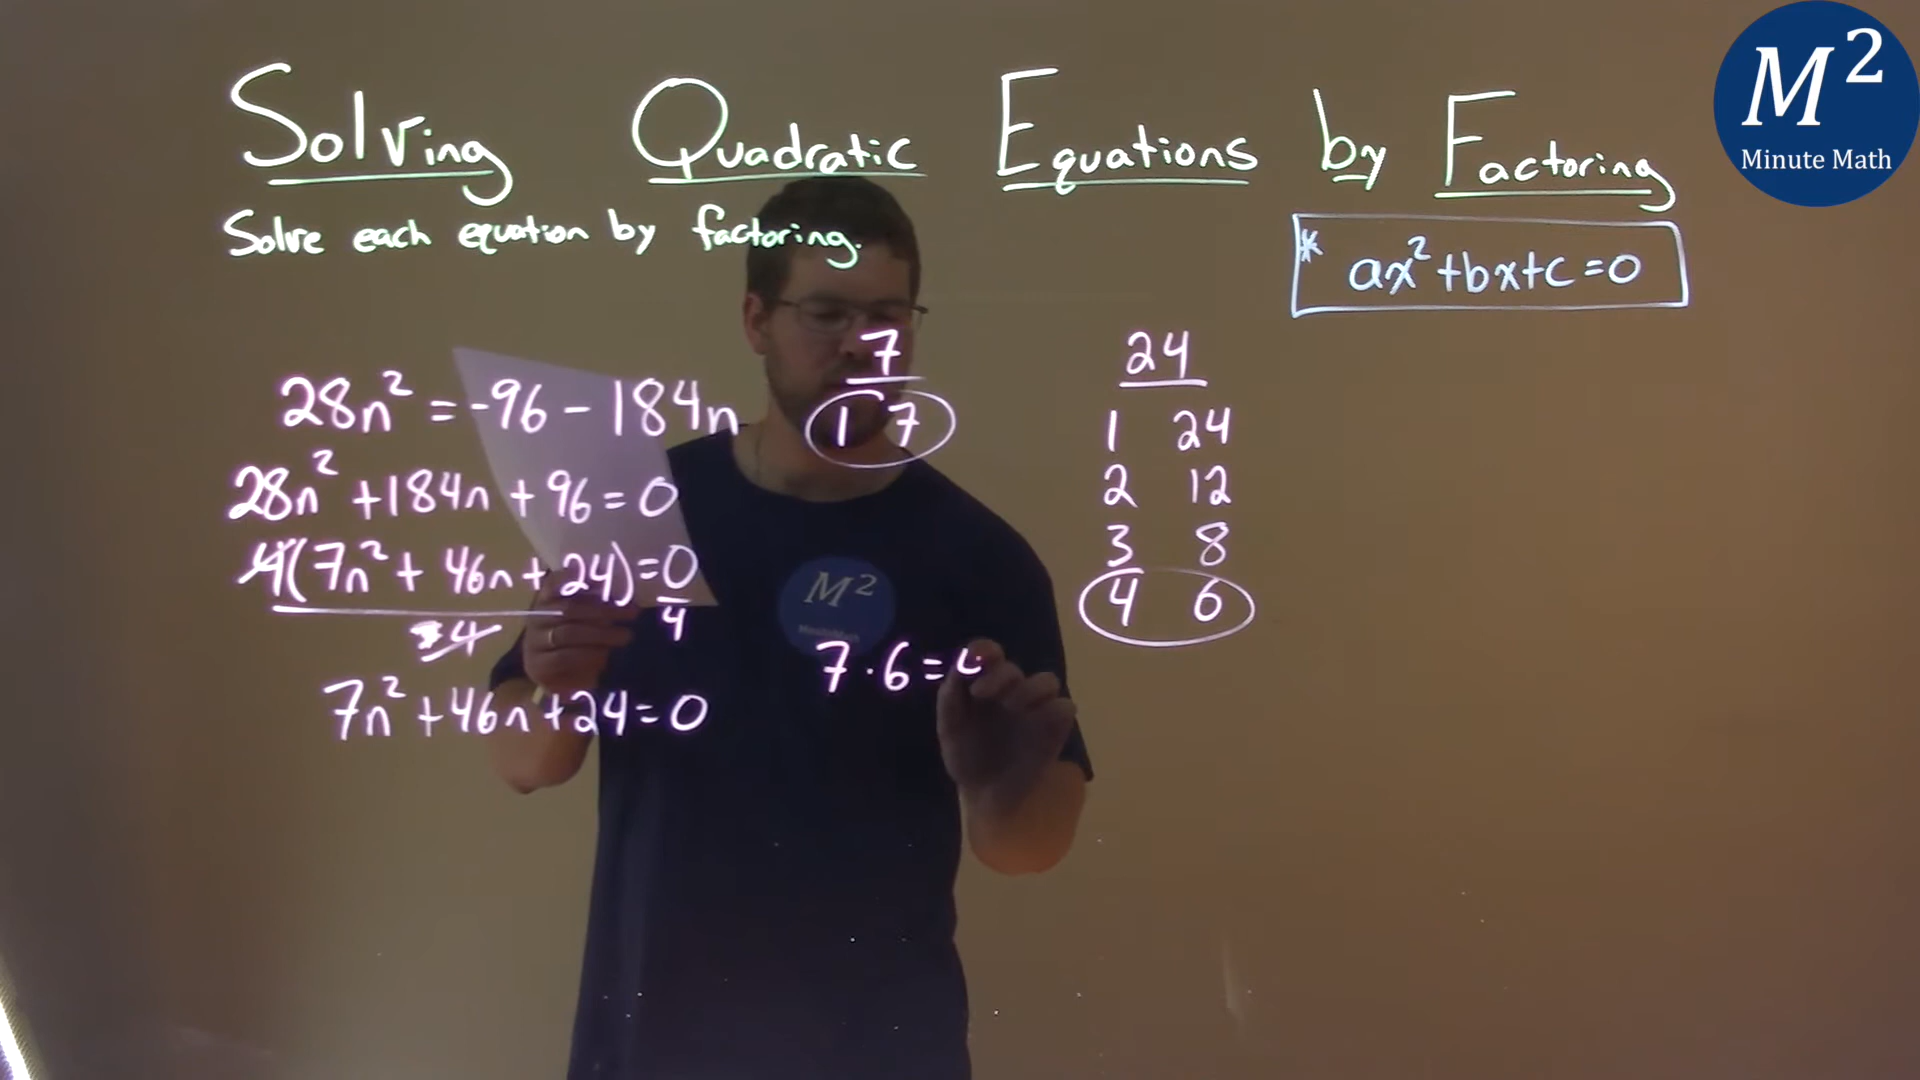 Solving Quadratic Equations by Factoring
M²
Minute Math
Solve each equation by factoring.
* ax²+bx+c=0
28n² = -96 - 184n
28n² + 184n + 96 = 0
4(7n² + 46n + 24) = 0
4
4
7n² + 46n + 24 = 0
7
1 7
24
1 24
2 12
3 8
4 6
M²
7·6=